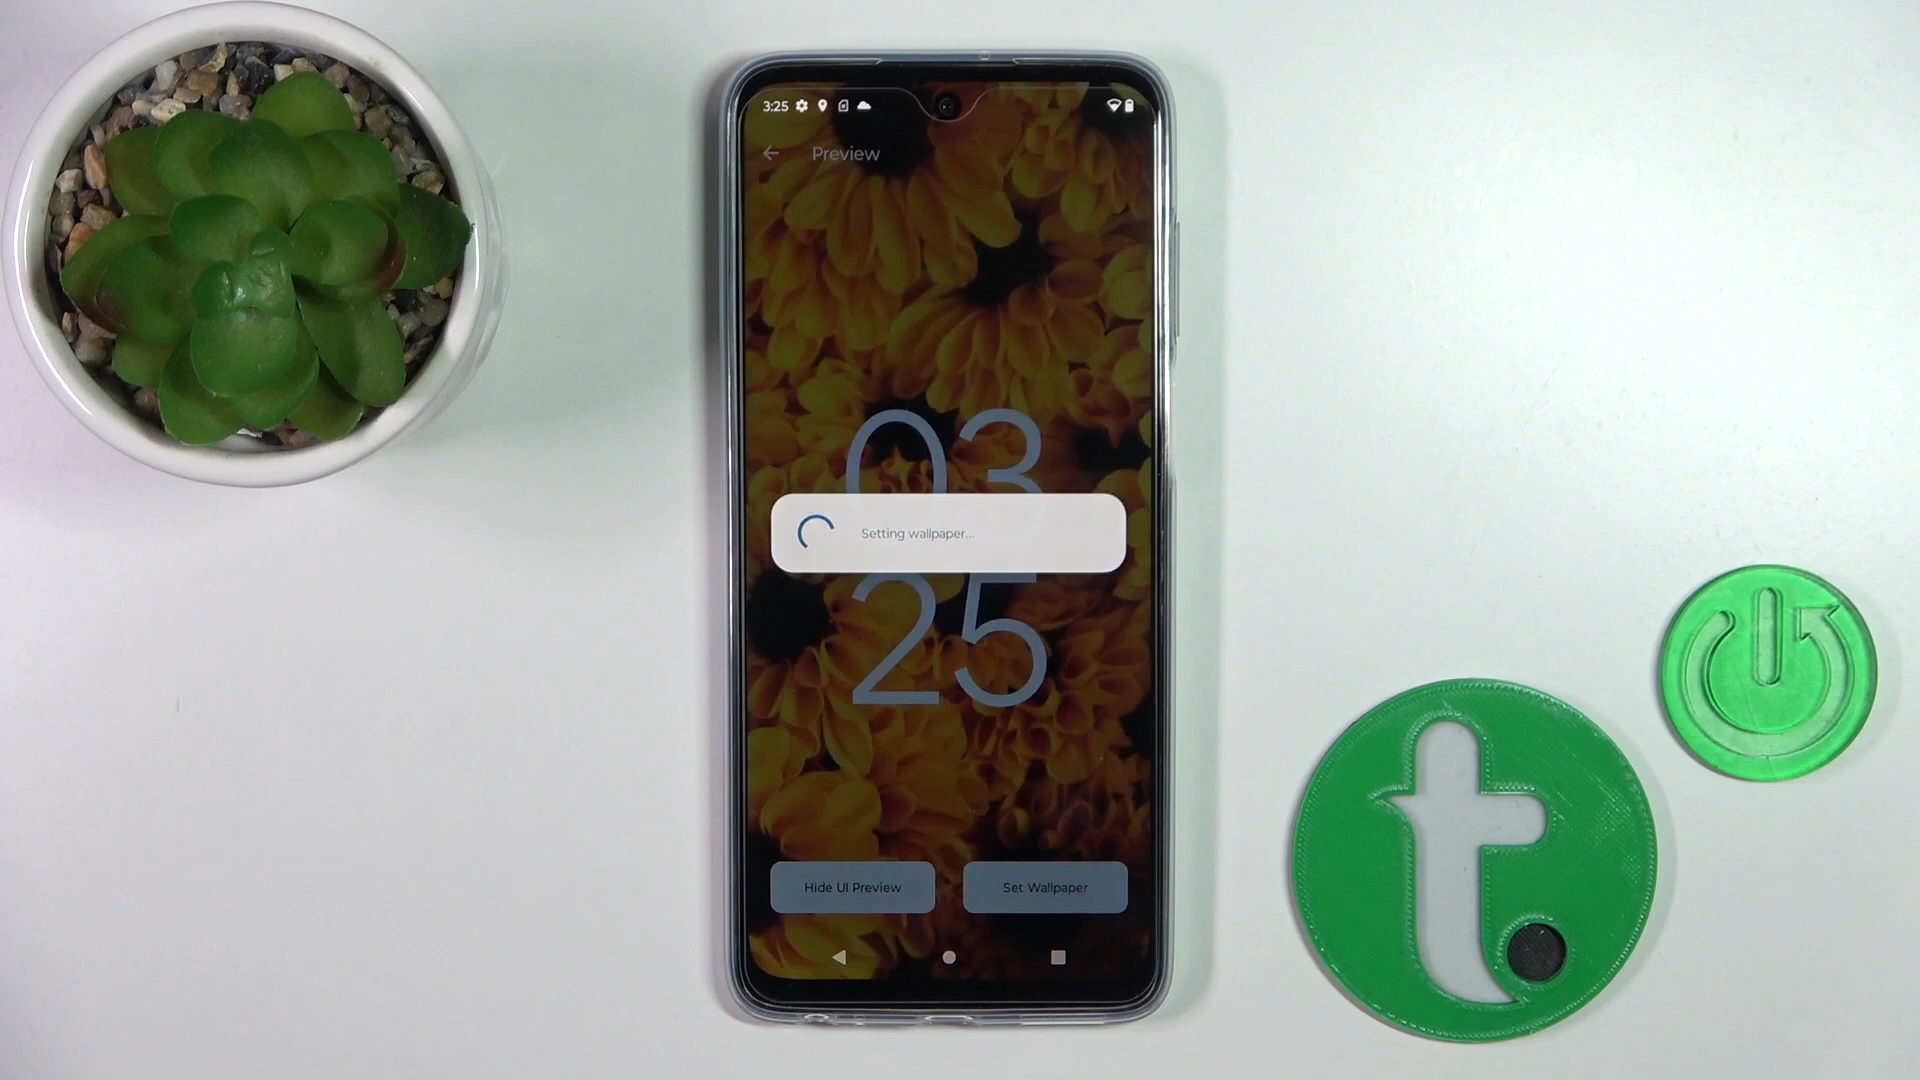 3:25
Preview
03
Setting wallpaper...
25
Hide UI Preview
Set Wallpaper
t.